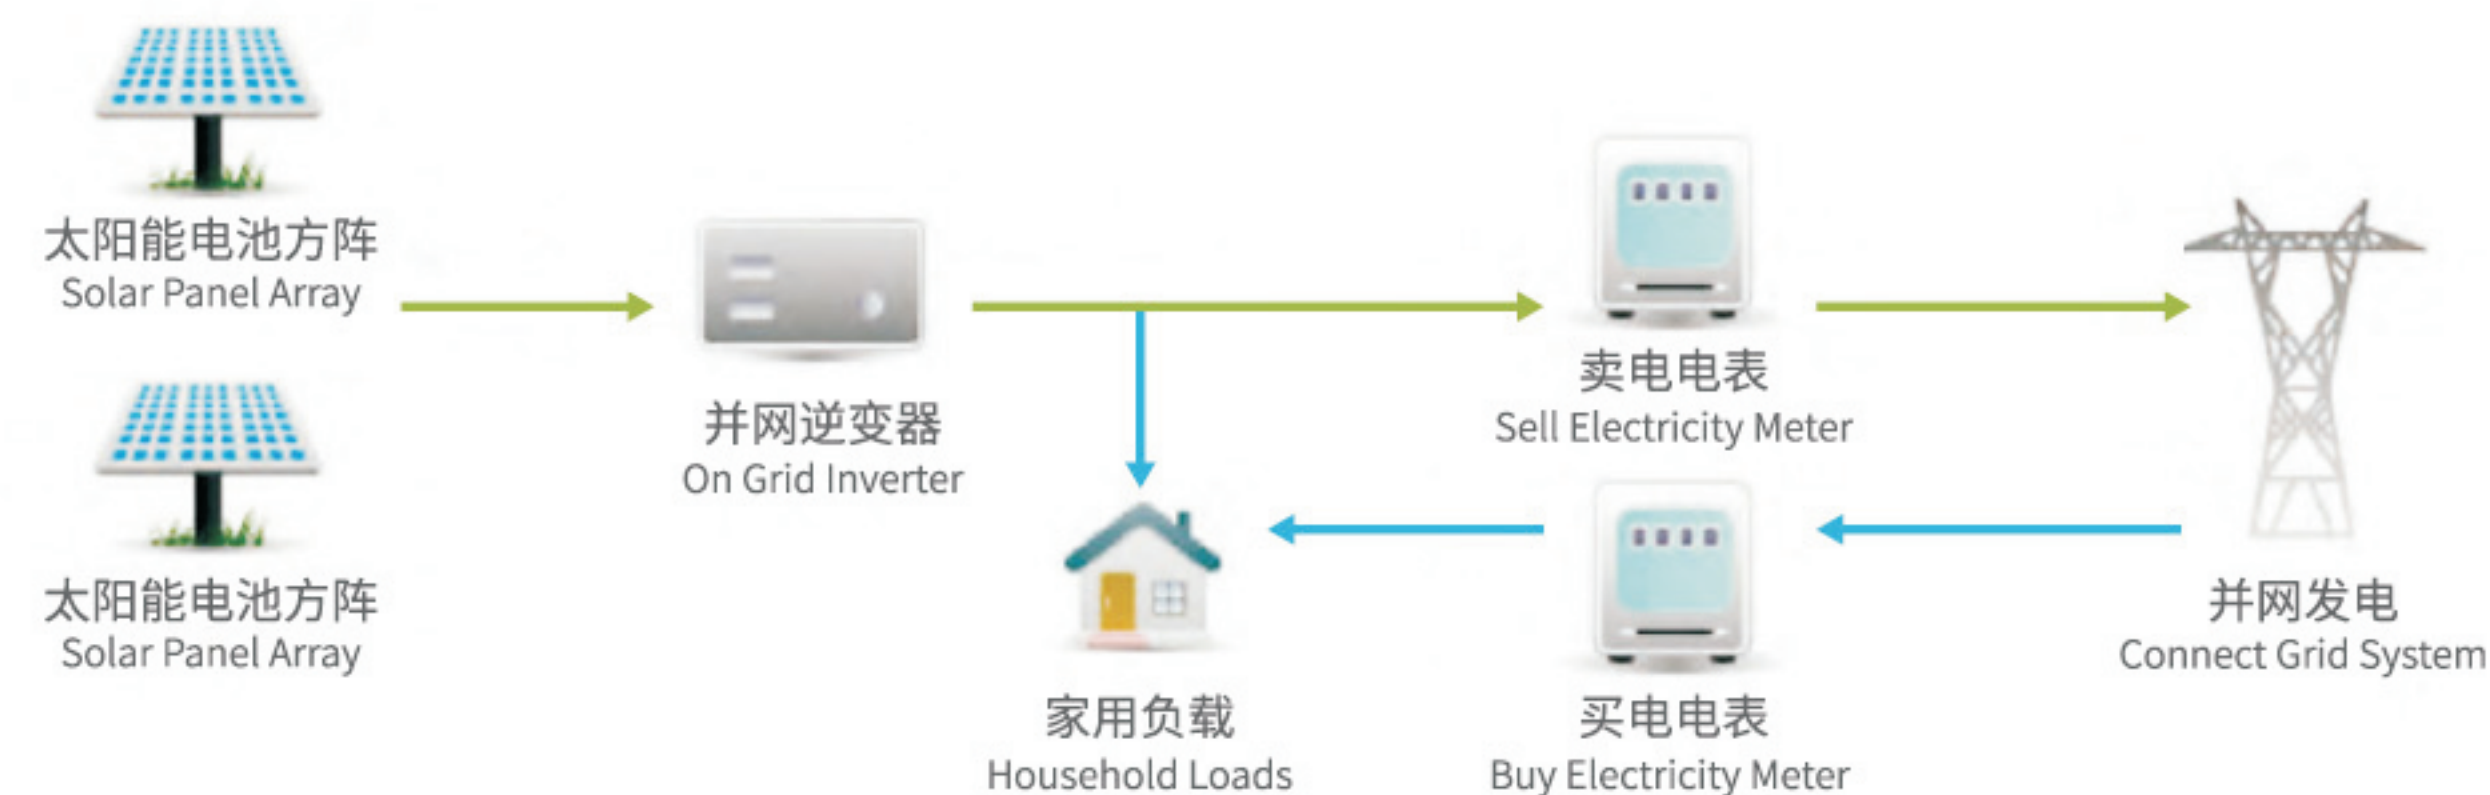 太阳能电池方阵
Solar Panel Array
太阳能电池方阵
Solar Panel Array
并网逆变器
On Grid Inverter
家用负载
Household Loads
卖电电表
Sell Electricity Meter
买电电表
Buy Electricity Meter
并网发电
Connect Grid System